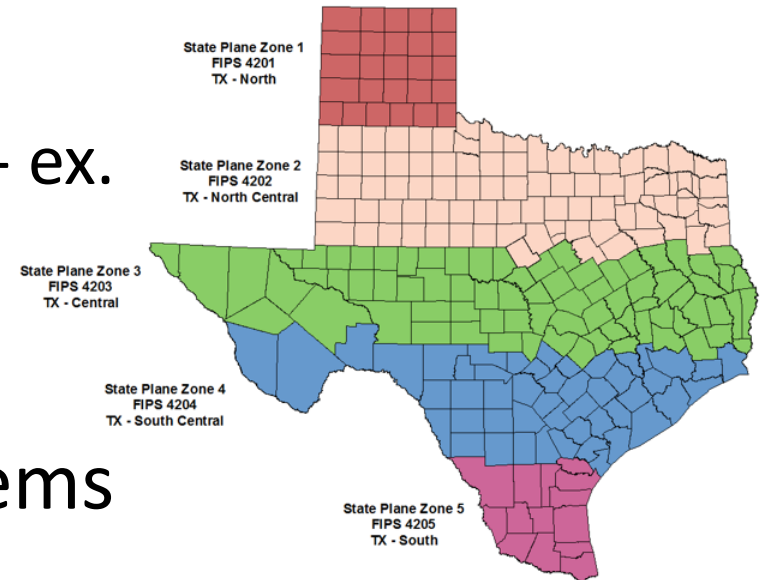 State Plane Zone 1
FIPS 4201
TX - North
- ex.
State Plane Zone 2
FIPS 4202
TX - North Central
State Plane Zone 3
FIPS 4203
TX - Central
State Plane Zone 4
FIPS 4204
TX - South Central
ems
State Plane Zone 5
FIPS 4205
TX - South